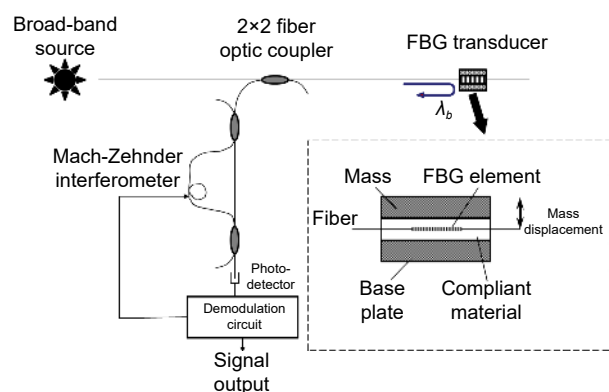 Broad-band
source
2×2 fiber
optic coupler
FBG transducer
λb
Mach-Zehnder
interferometer
Mass
FBG element
Fiber
Mass
displacement
Base
plate
Compliant
material
Photo-
detector
Demodulation
circuit
Signal
output